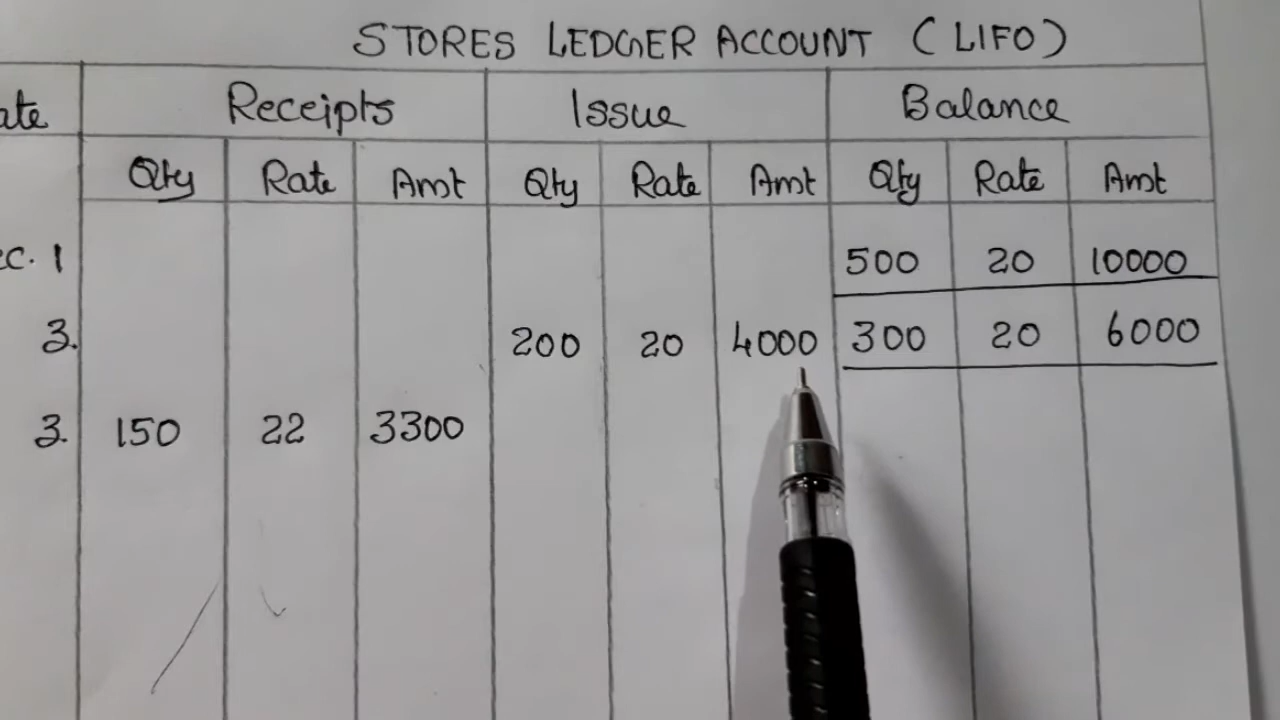 STORES LEDGER ACCOUNT (LIFO)
ate Receipts Issue Balance
Qty Rate Amt Qty Rate Amt Qty Rate Amt
ec. 1 500 20 10000
3. 200 20 4000 300 20 6000
3. 150 22 3300